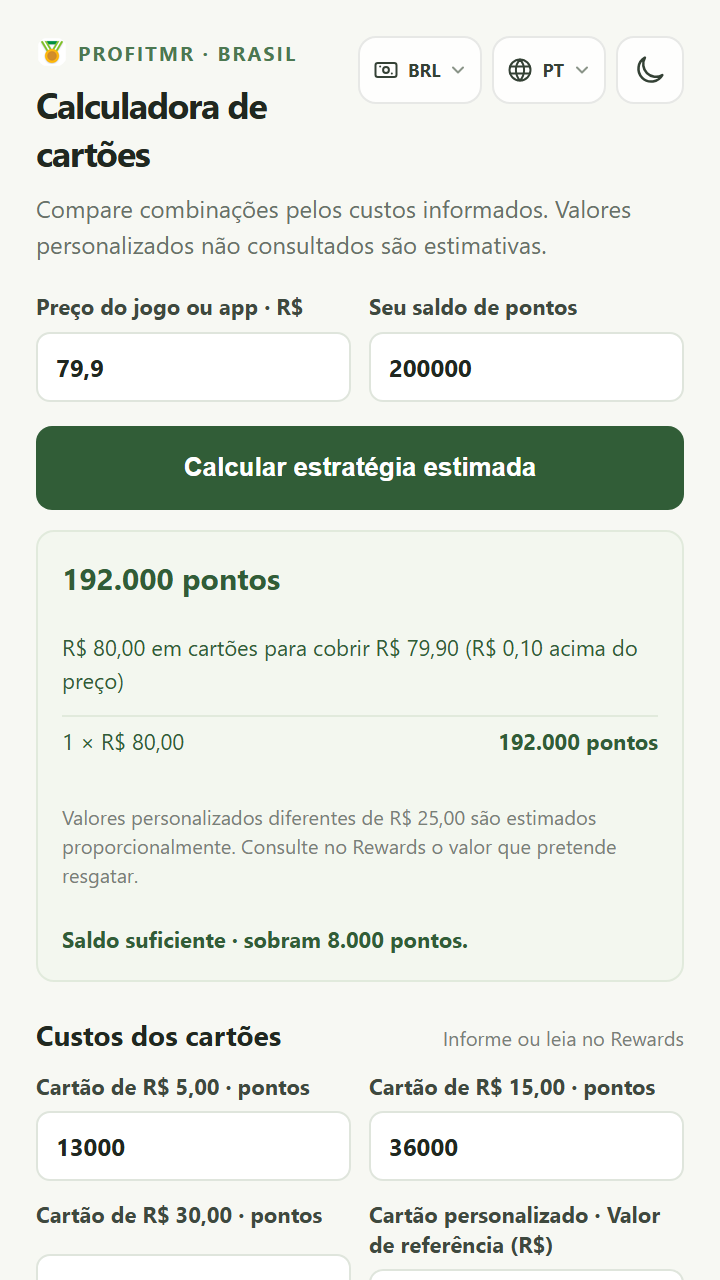 PROFITMR · BRASIL
BRL
PT
Calculadora de
cartões
Compare combinações pelos custos informados. Valores
personalizados não consultados são estimativas.
Preço do jogo ou app · R$
Seu saldo de pontos
79,9
200000
Calcular estratégia estimada
192.000 pontos
R$ 80,00 em cartões para cobrir R$ 79,90 (R$ 0,10 acima do
preço)
1 × R$ 80,00
192.000 pontos
Valores personalizados diferentes de R$ 25,00 são estimados
proporcionalmente. Consulte no Rewards o valor que pretende
resgatar.
Saldo suficiente · sobram 8.000 pontos.
Custos dos cartões
Informe ou leia no Rewards
Cartão de R$ 5,00 · pontos
Cartão de R$ 15,00 · pontos
13000
36000
Cartão de R$ 30,00 · pontos
Cartão personalizado · Valor
de referência (R$)